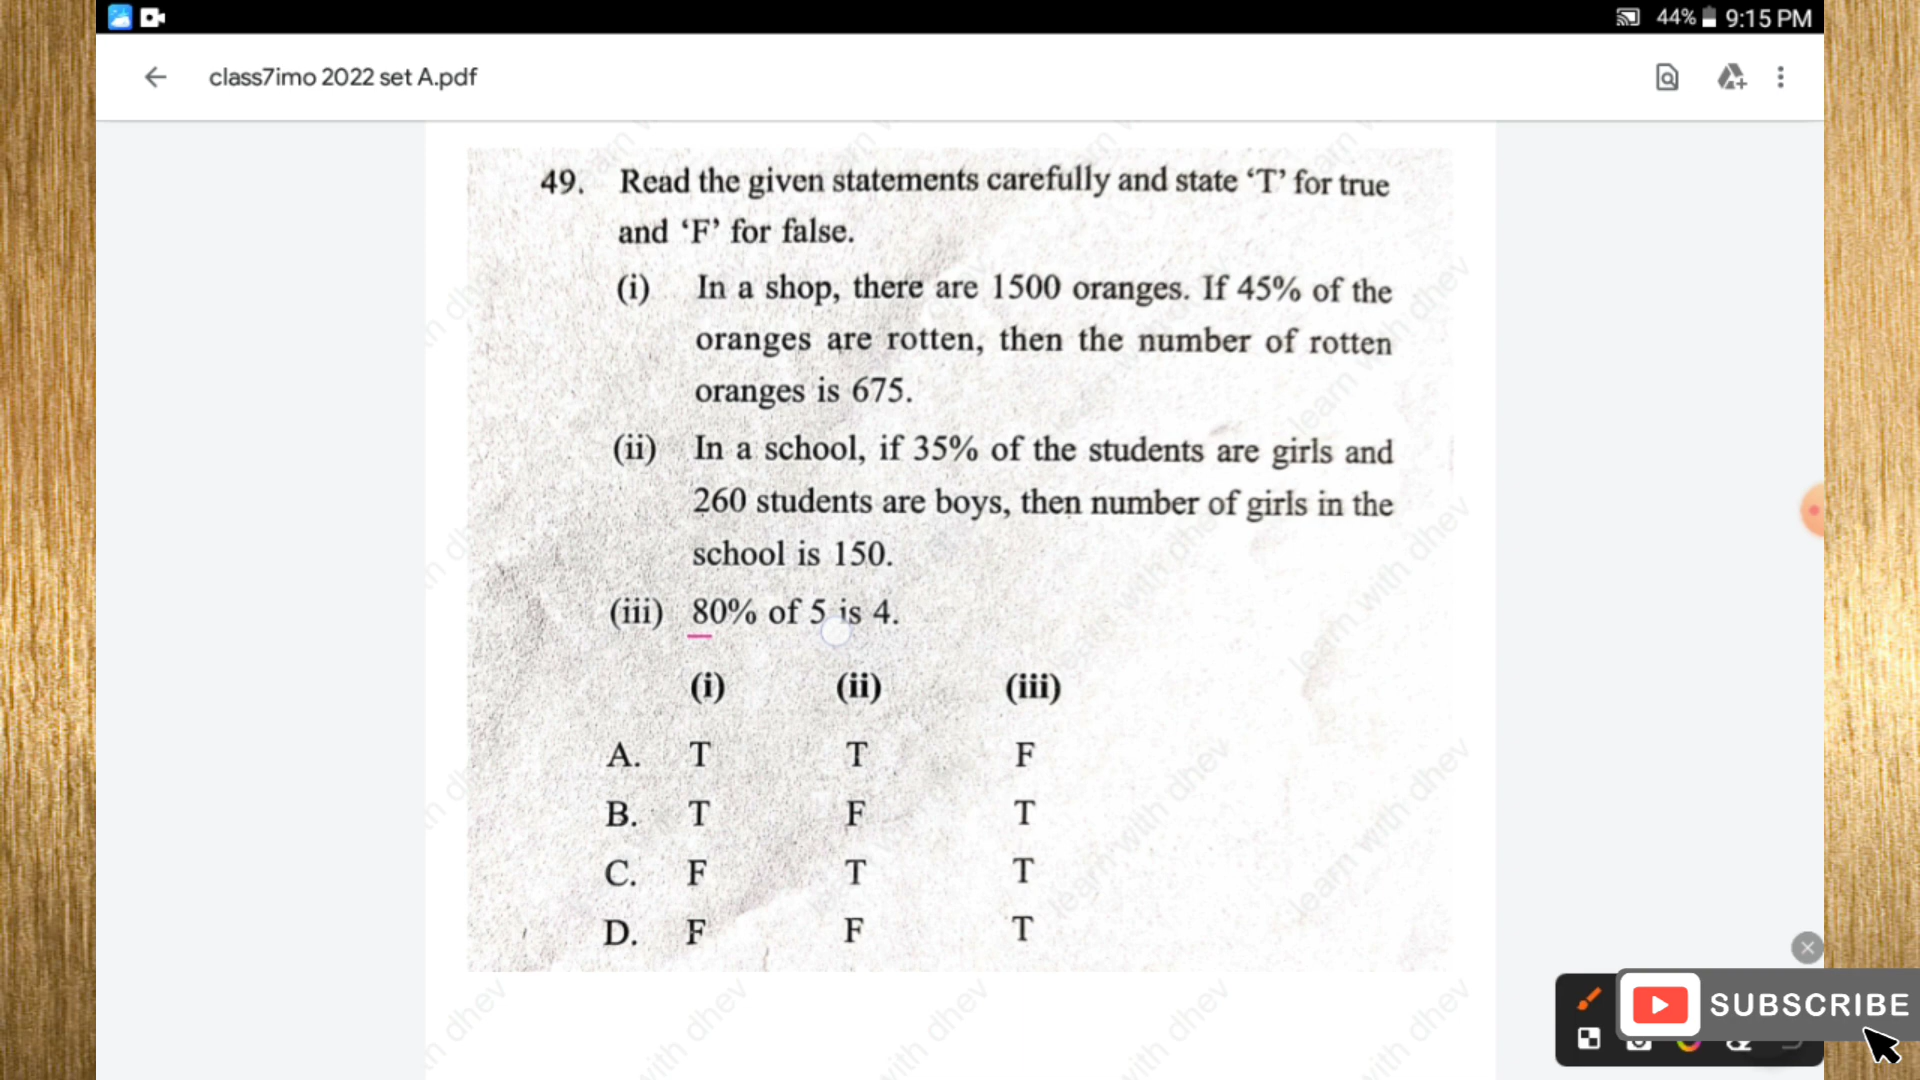 44% 9:15 PM
class7imo 2022 set A.pdf
49. Read the given statements carefully and state ‘T’ for true
and ‘F’ for false.
(i) In a shop, there are 1500 oranges. If 45% of the
oranges are rotten, then the number of rotten
oranges is 675.
(ii) In a school, if 35% of the students are girls and
260 students are boys, then number of girls in the
school is 150.
(iii) 80% of 5 is 4.
(i) (ii) (iii)
A. T T F
B. T F T
C. F T T
D. F F T
learn with dhev
SUBSCRIBE